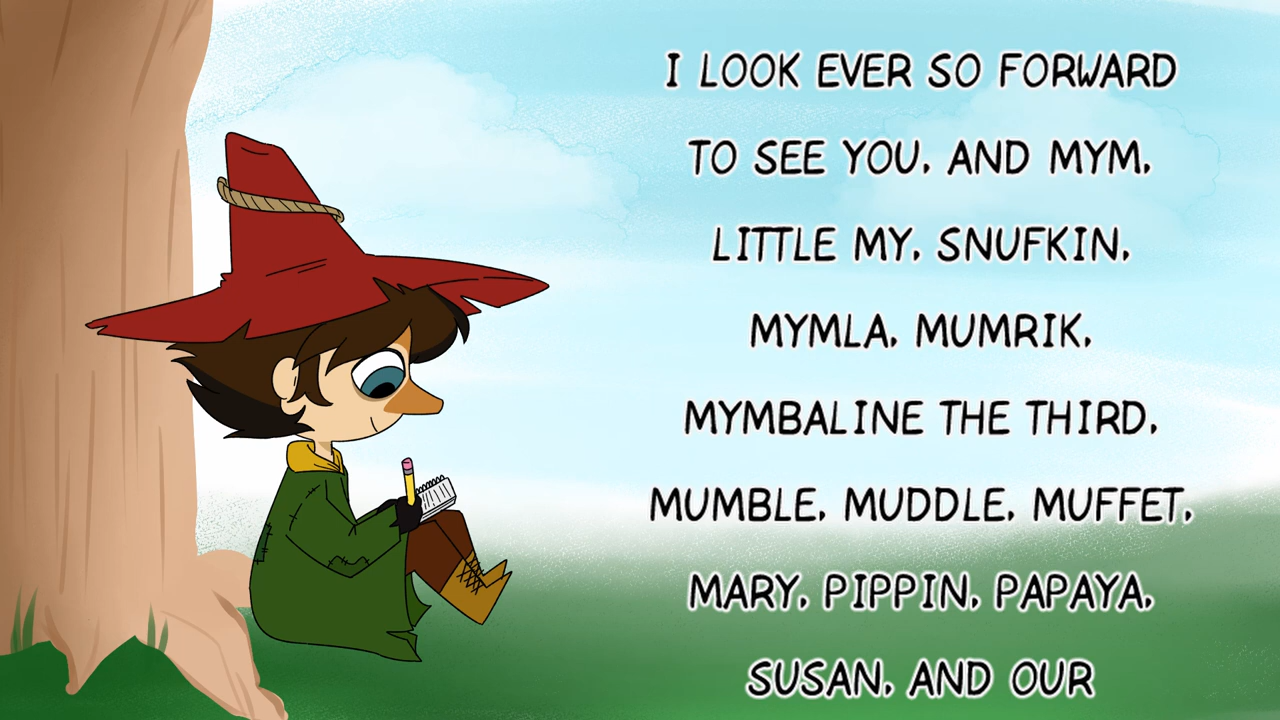 I LOOK EVER SO FORWARD
TO SEE YOU, AND MYM,
LITTLE MY, SNUFKIN,
MYMLA, MUMRIK,
MYMBALINE THE THIRD,
MUMBLE, MUDDLE, MUFFET,
MARY, PIPPIN, PAPAYA,
SUSAN, AND OUR